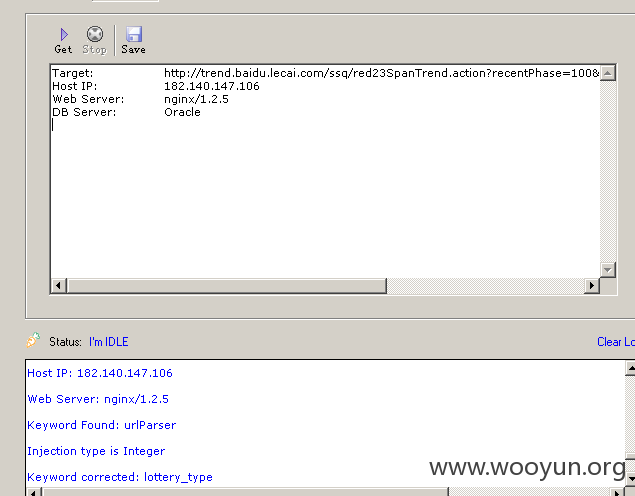 Get Stop Save
Target: http://trend.baidu.lecai.com/ssq/red23SpanTrend.action?recentPhase=100&
Host IP: 182.140.147.106
Web Server: nginx/1.2.5
DB Server: Oracle
Status: I'm IDLE Clear Lo
Host IP: 182.140.147.106
Web Server: nginx/1.2.5
Keyword Found: urlParser
Injection type is Integer
Keyword corrected: lottery_type
www.wooyun.org